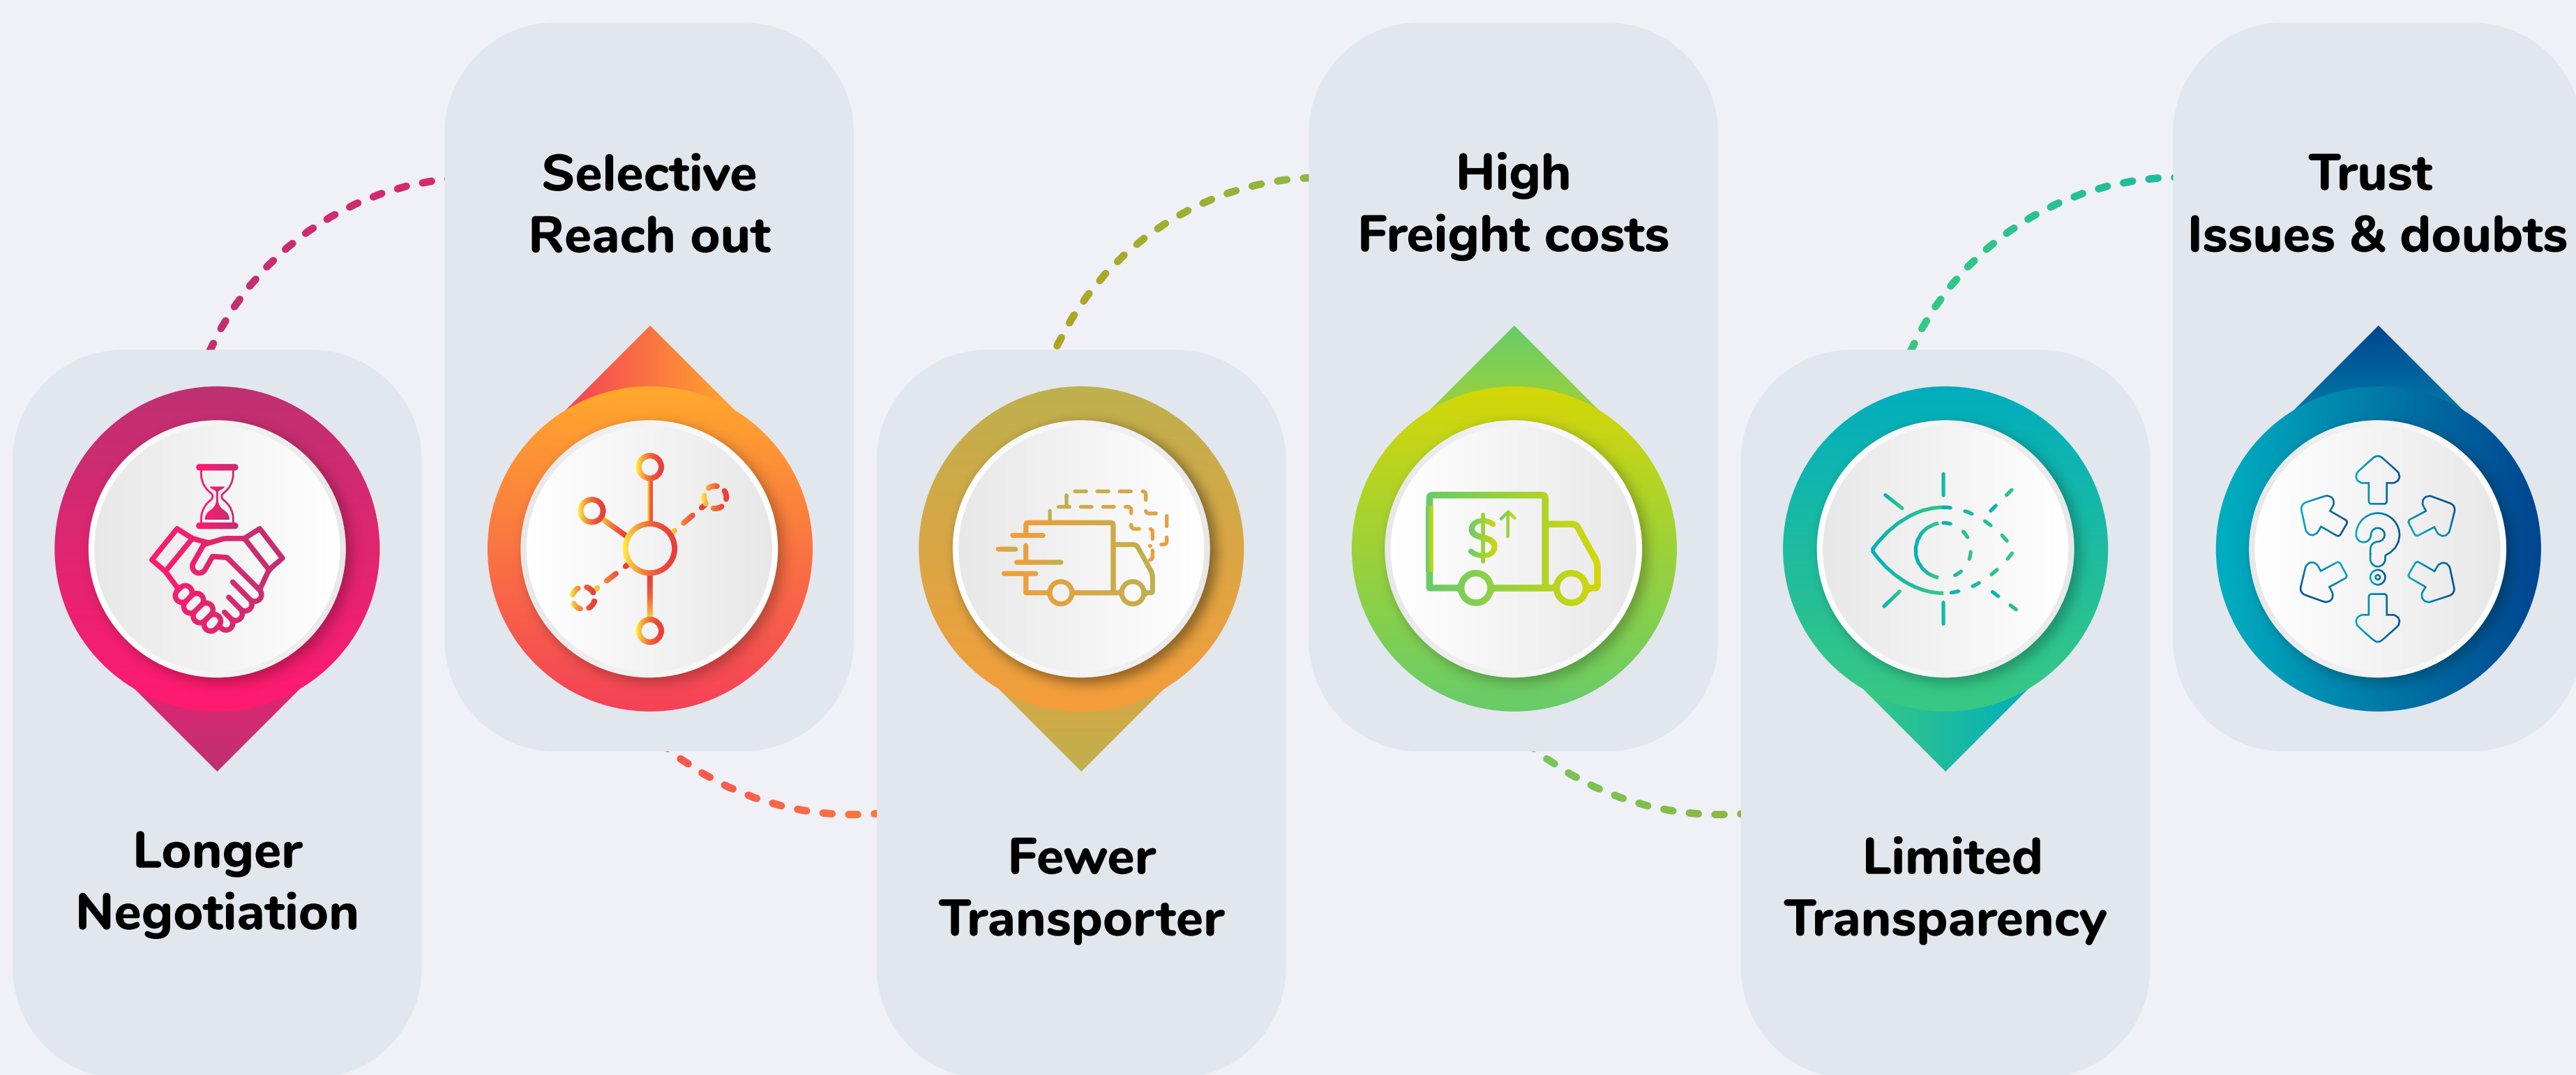 Longer
Negotiation
Selective
Reach out
Fewer
Transporter
High
Freight costs
$
Limited
Transparency
Trust
Issues & doubts
?